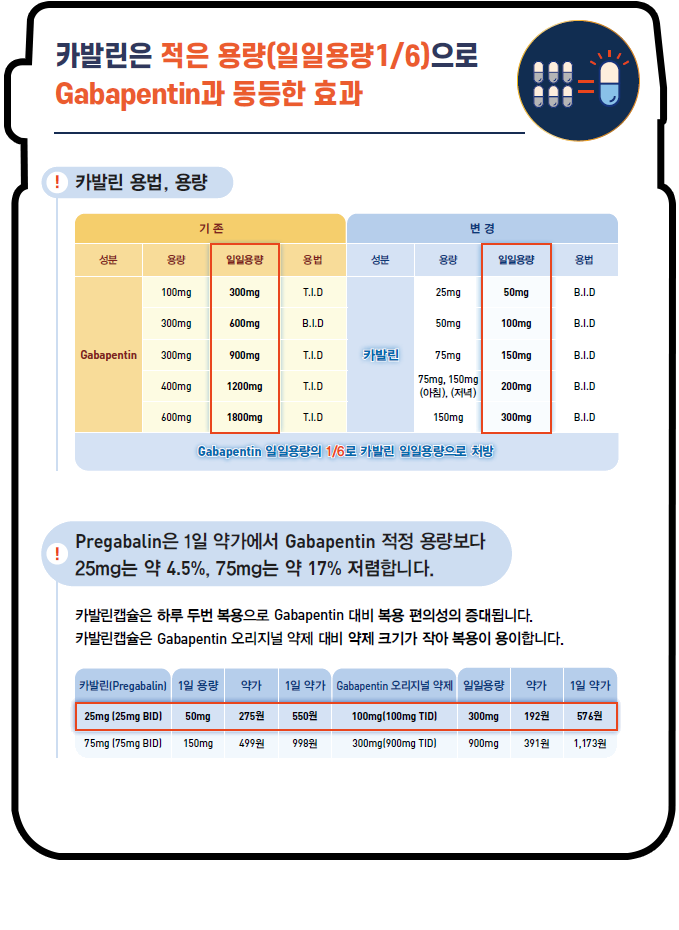 카발린은 적은 용량(일일용량1/6)으로
Gabapentin과 동등한 효과
! 카발린 용법, 용량
기 존 변 경
성분 용량 일일용량 용법 성분 용량 일일용량 용법
100mg 300mg T.I.D 25mg 50mg B.I.D
300mg 600mg B.I.D 50mg 100mg B.I.D
Gabapentin 300mg 900mg T.I.D 카발린 75mg 150mg B.I.D
400mg 1200mg T.I.D 75mg, 150mg 200mg B.I.D
(아침), (저녁)
600mg 1800mg T.I.D 150mg 300mg B.I.D
Gabapentin 일일용량의 1/6로 카발린 일일용량으로 처방
! Pregabalin은 1일 약가에서 Gabapentin 적정 용량보다
25mg는 약 4.5%, 75mg는 약 17% 저렴합니다.
카발린캡슐은 하루 두번 복용으로 Gabapentin 대비 복용 편의성의 증대됩니다.
카발린캡슐은 Gabapentin 오리지널 약제 대비 약제 크기가 작아 복용이 용이합니다.
카발린(Pregabalin) 1일 용량 약가 1일 약가 Gabapentin 오리지널 약제 일일용량 약가 1일 약가
25mg (25mg BID) 50mg 275원 550원 100mg(100mg TID) 300mg 192원 576원
75mg (75mg BID) 150mg 499원 998원 300mg(900mg TID) 900mg 391원 1,173원